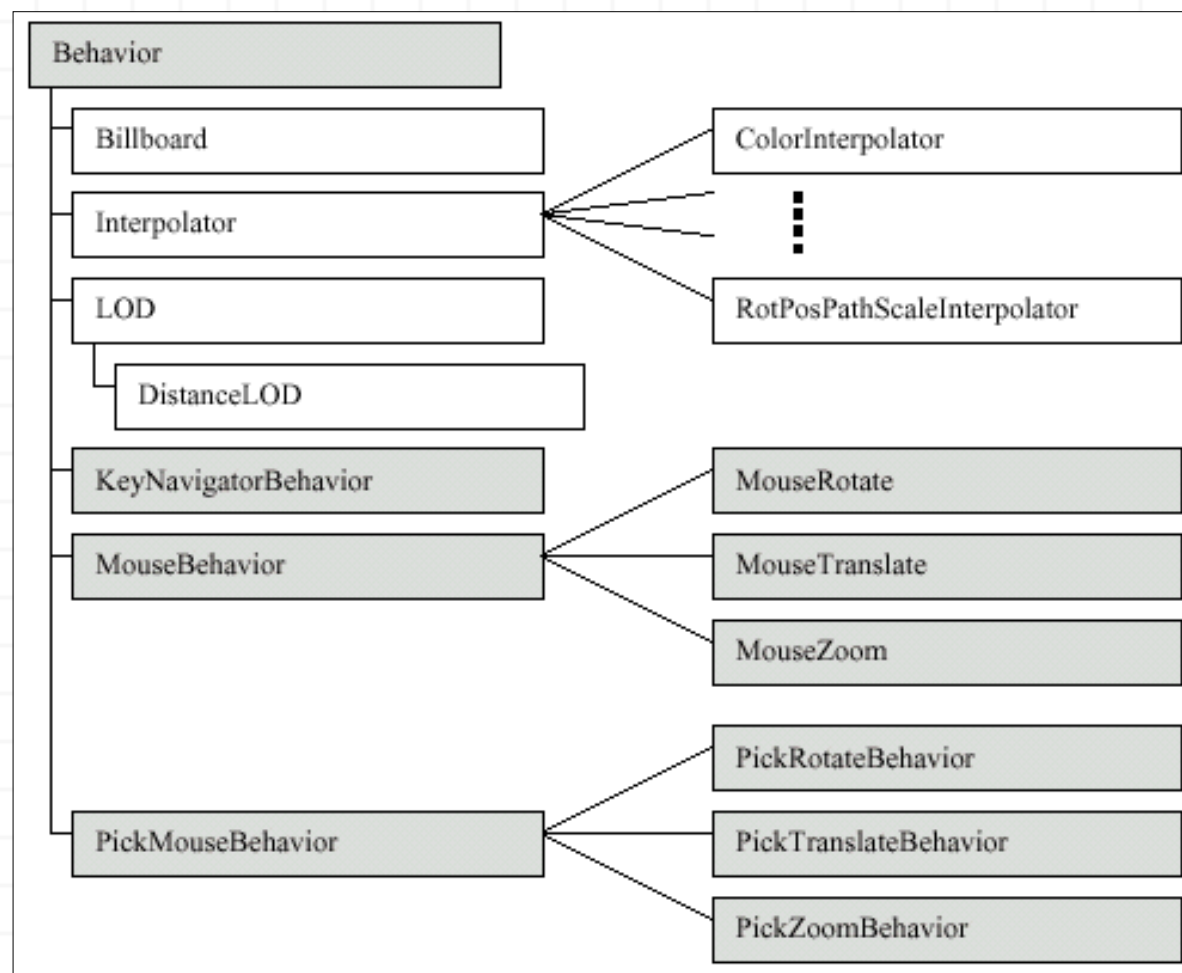 Behavior
Billboard
ColorInterpolator
Interpolator
LOD
RotPosPathScaleInterpolator
DistanceLOD
KeyNavigatorBehavior
MouseRotate
MouseBehavior
MouseTranslate
MouseZoom
PickRotateBehavior
PickMouseBehavior
PickTranslateBehavior
PickZoomBehavior